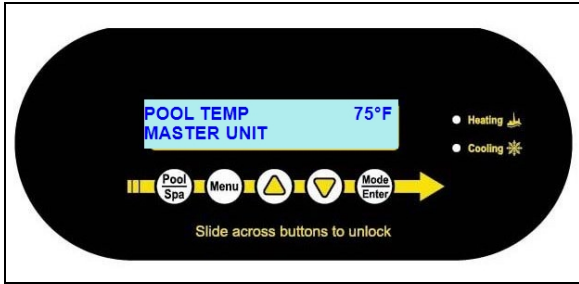 POOL TEMP 75°F
MASTER UNIT
Heating
Cooling
Pool
Spa
Menu
Mode
Enter
Slide across buttons to unlock